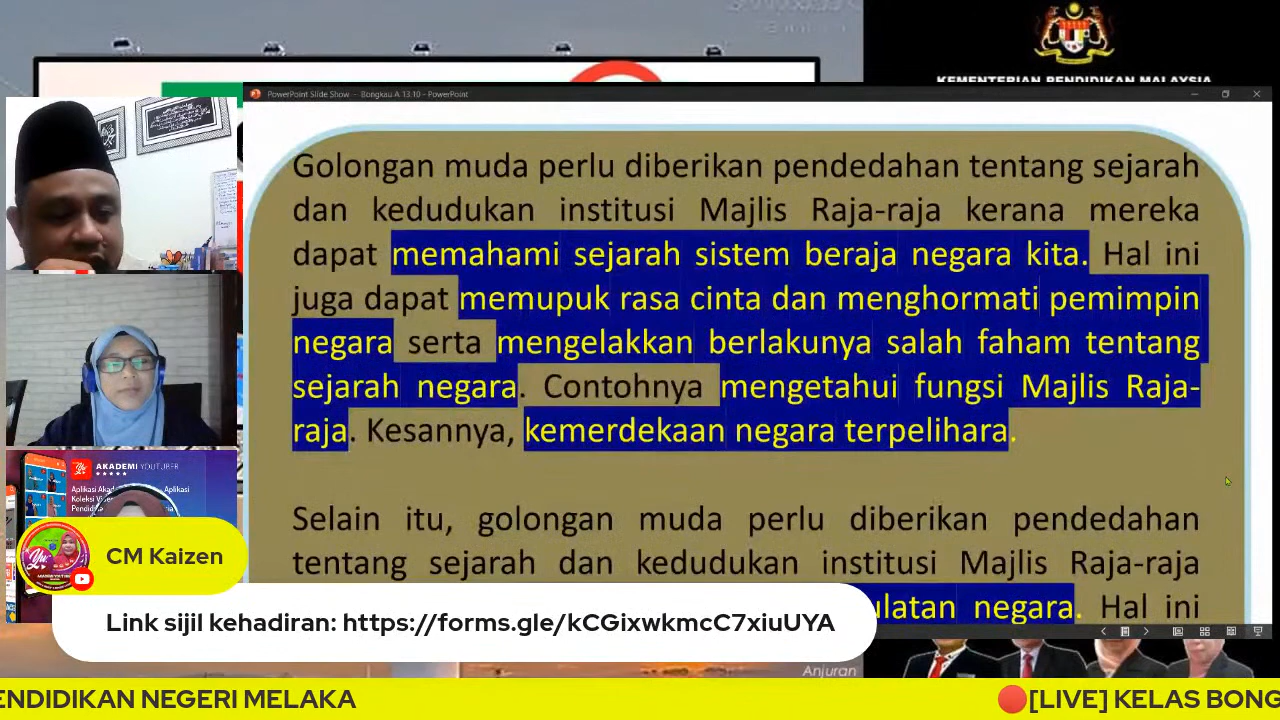 KEMENTERIAN PENDIDIKAN MALAYSIA
PowerPoint Slide Show - Bongkau A 13.10 - PowerPoint
Golongan muda perlu diberikan pendedahan tentang sejarah
dan kedudukan institusi Majlis Raja-raja kerana mereka
dapat memahami sejarah sistem beraja negara kita. Hal ini
juga dapat memupuk rasa cinta dan menghormati pemimpin
negara serta mengelakkan berlakunya salah faham tentang
sejarah negara. Contohnya mengetahui fungsi Majlis Raja-
raja. Kesannya, kemerdekaan negara terpelihara.
Selain itu, golongan muda perlu diberikan pendedahan
tentang sejarah dan kedudukan institusi Majlis Raja-raja
ulatan negara. Hal ini
AKADEMI YOUTUBER
Aplikasi
Koleksi
CM Kaizen
Link sijil kehadiran: https://forms.gle/kCGixwkmcC7xiuUYA
Anjuran
ENDIDIKAN NEGERI MELAKA
[LIVE] KELAS BONG